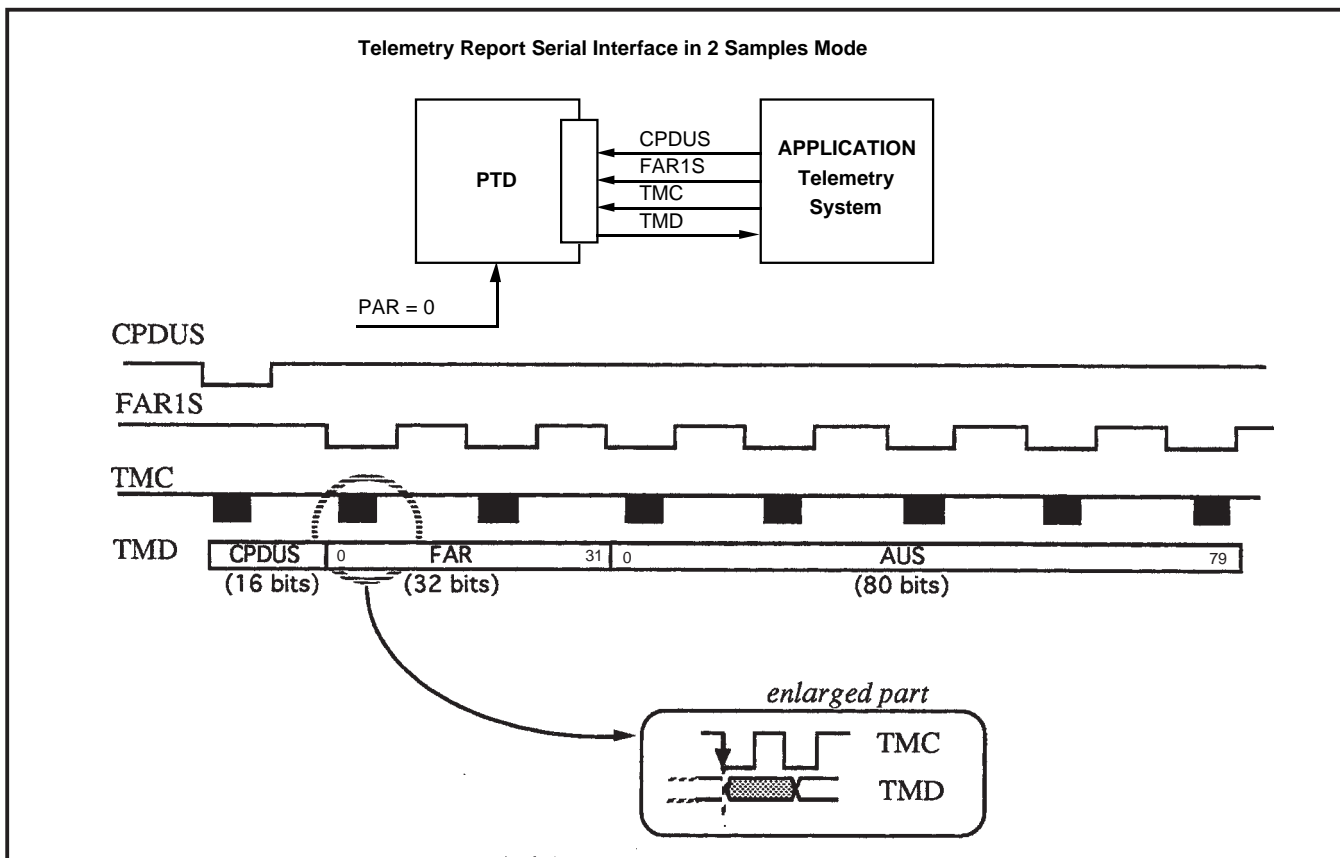 Telemetry Report Serial Interface in 2 Samples Mode
CPDUS
FAR1S
TMC
TMD
PTD
APPLICATION
Telemetry
System
PAR = 0
CPDUS
FAR1S
TMC
TMD
CPDUS 0 FAR 31 0 AUS 79
(16 bits) (32 bits) (80 bits)
enlarged part
TMC
TMD